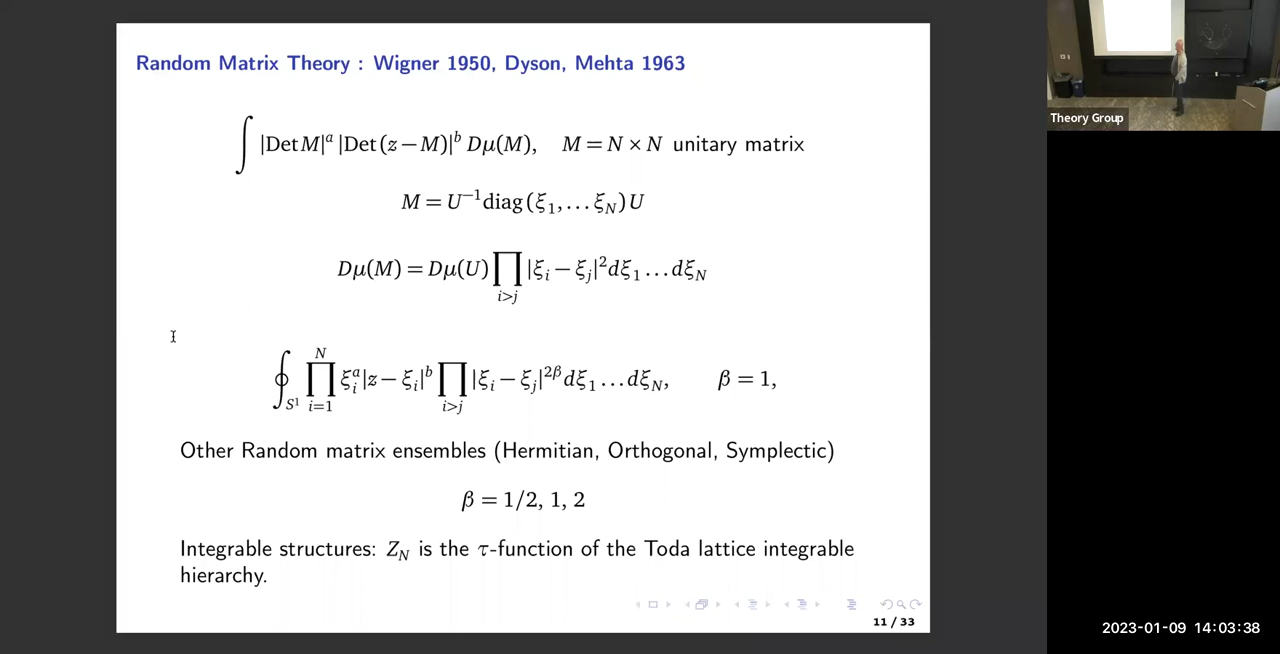 Random Matrix Theory : Wigner 1950, Dyson, Mehta 1963
∫ |Det M|^a |Det (z − M)|^b Dμ(M),   M = N × N unitary matrix
M = U^{−1} diag (ξ_1, … ξ_N) U
Dμ(M) = Dμ(U) ∏_{i>j} |ξ_i − ξ_j|^2 dξ_1 … dξ_N
∮_{S^1} ∏_{i=1}^{N} ξ_i^a |z − ξ_i|^b ∏_{i>j} |ξ_i − ξ_j|^{2β} dξ_1 … dξ_N,   β = 1,
Other Random matrix ensembles (Hermitian, Orthogonal, Symplectic)
β = 1/2, 1, 2
Integrable structures: Z_N is the τ-function of the Toda lattice integrable
hierarchy.
11 / 33
Theory Group
2023-01-09 14:03:38